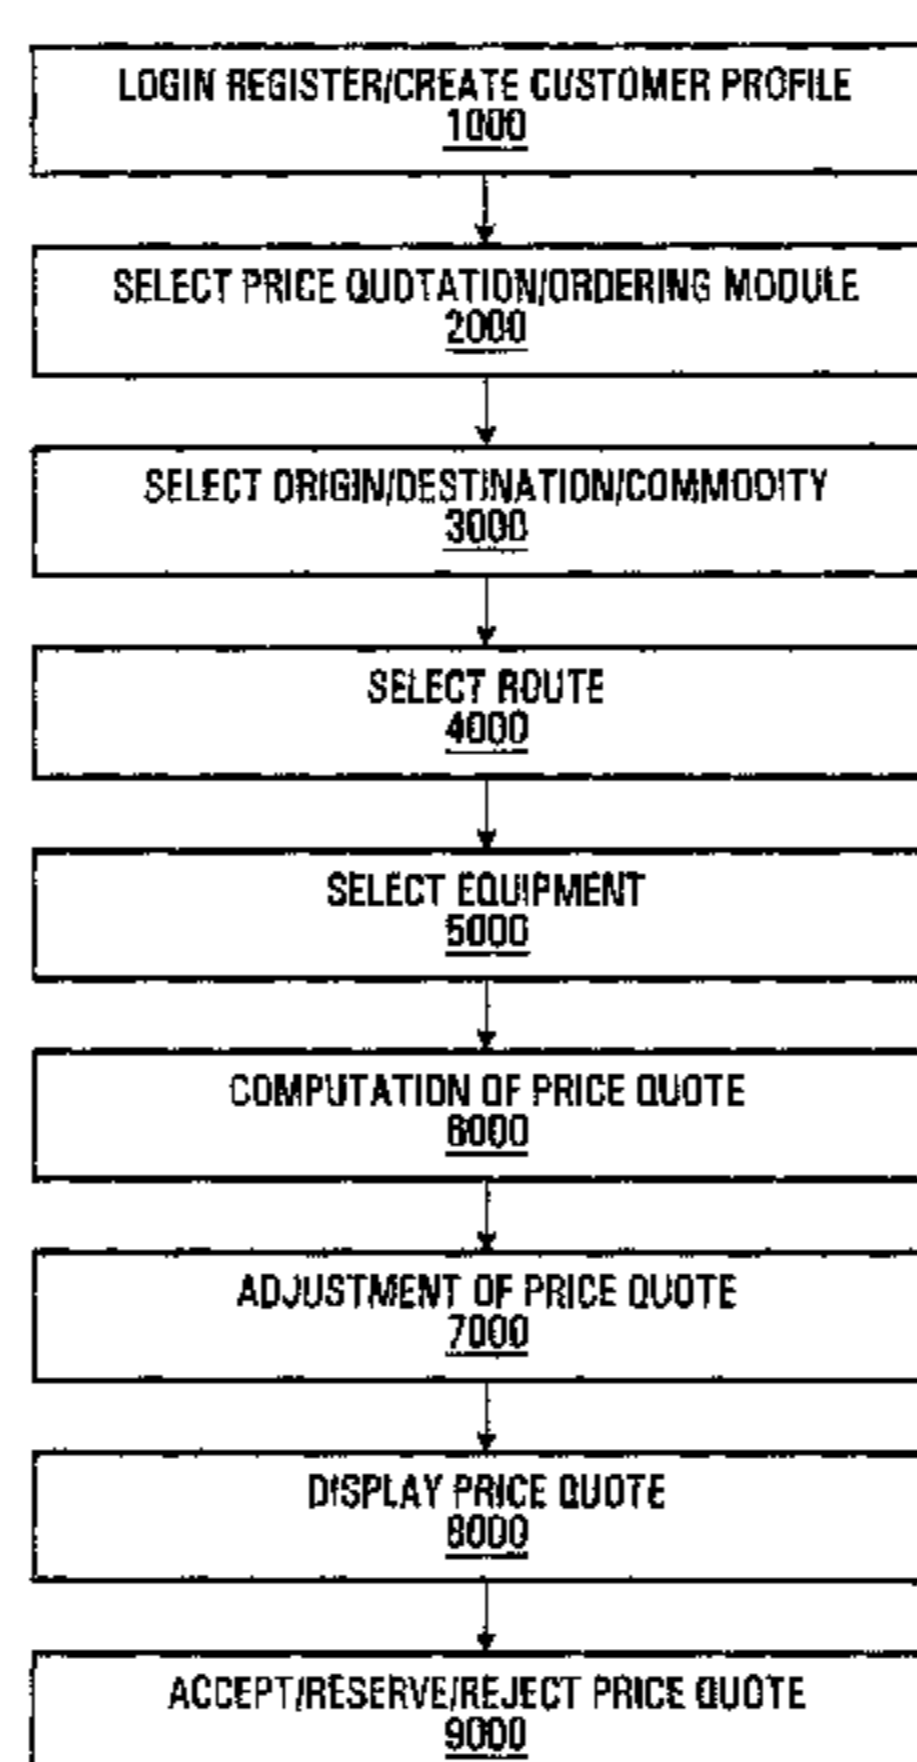 LOGIN REGISTER/CREATE CUSTOMER PROFILE
1000
SELECT PRICE QUOTATION/ORDERING MODULE
2000
SELECT ORIGIN/DESTINATION/COMMODITY
3000
SELECT ROUTE
4000
SELECT EQUIPMENT
5000
COMPUTATION OF PRICE QUOTE
6000
ADJUSTMENT OF PRICE QUOTE
7000
DISPLAY PRICE QUOTE
8000
ACCEPT/RESERVE/REJECT PRICE QUOTE
9000